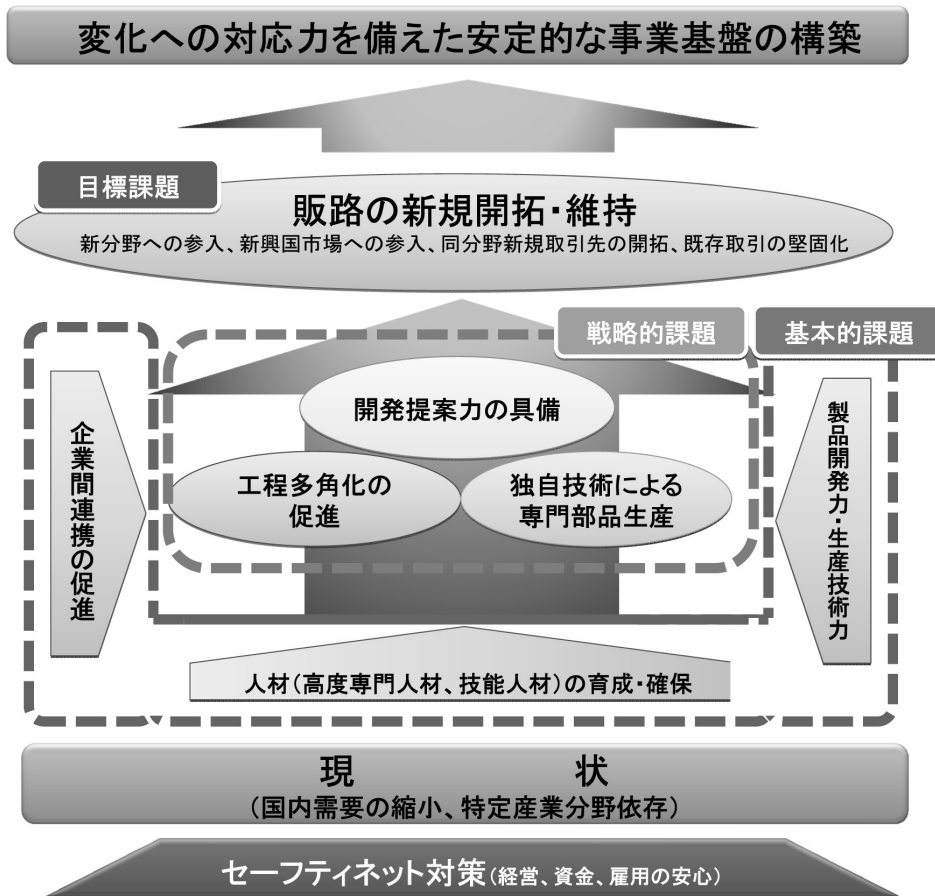 変化への対応力を備えた安定的な事業基盤の構築
目標課題
販路の新規開拓・維持
新分野への参入、新興国市場への参入、同分野新規取引先の開拓、既存取引の堅固化
戦略的課題
基本的課題
開発提案力の具備
工程多角化の
促進
独自技術による
専門部品生産
企業間連携の促進
製品開発力・生産技術力
人材（高度専門人材、技能人材）の育成・確保
現　状
（国内需要の縮小、特定産業分野依存）
セーフティネット対策（経営、資金、雇用の安心）